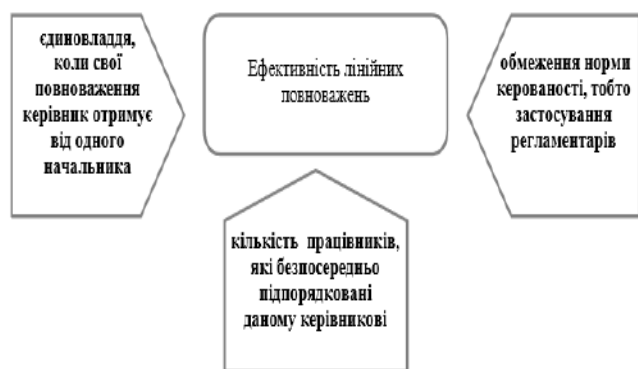 єдиновладдя,
коли свої
повноваження
керівник отримує
від одного
начальника
Ефективність лінійних
повноважень
обмеження норми
керованості, тобто
застосування
регламентарів
кількість працівників,
які безпосередньо
підпорядковані
даному керівникові